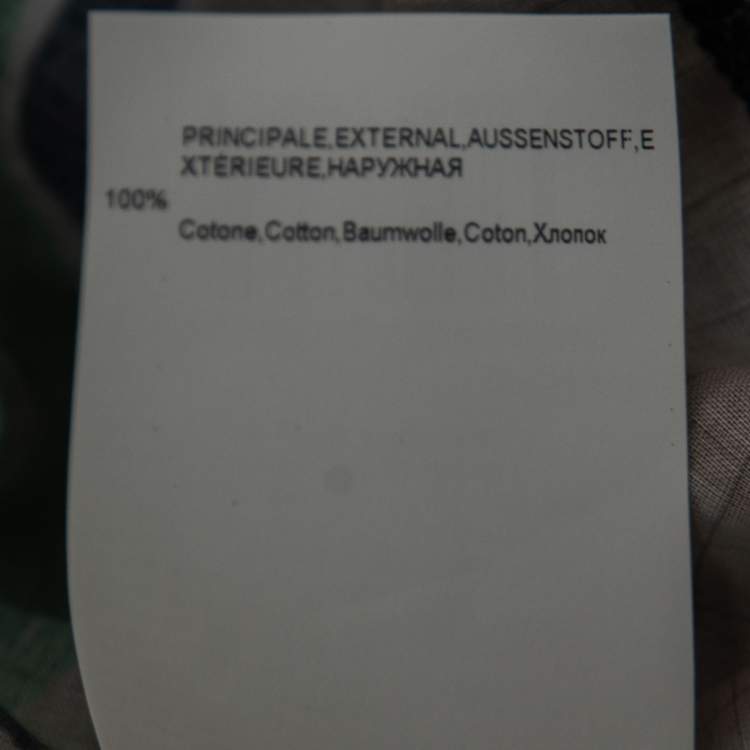 PRINCIPALE,EXTERNAL,AUSSENSTOFF,E
XTÉRIEURE,НАРУЖНАЯ
100%
Cotone,Cotton,Baumwolle,Coton,Хлопок